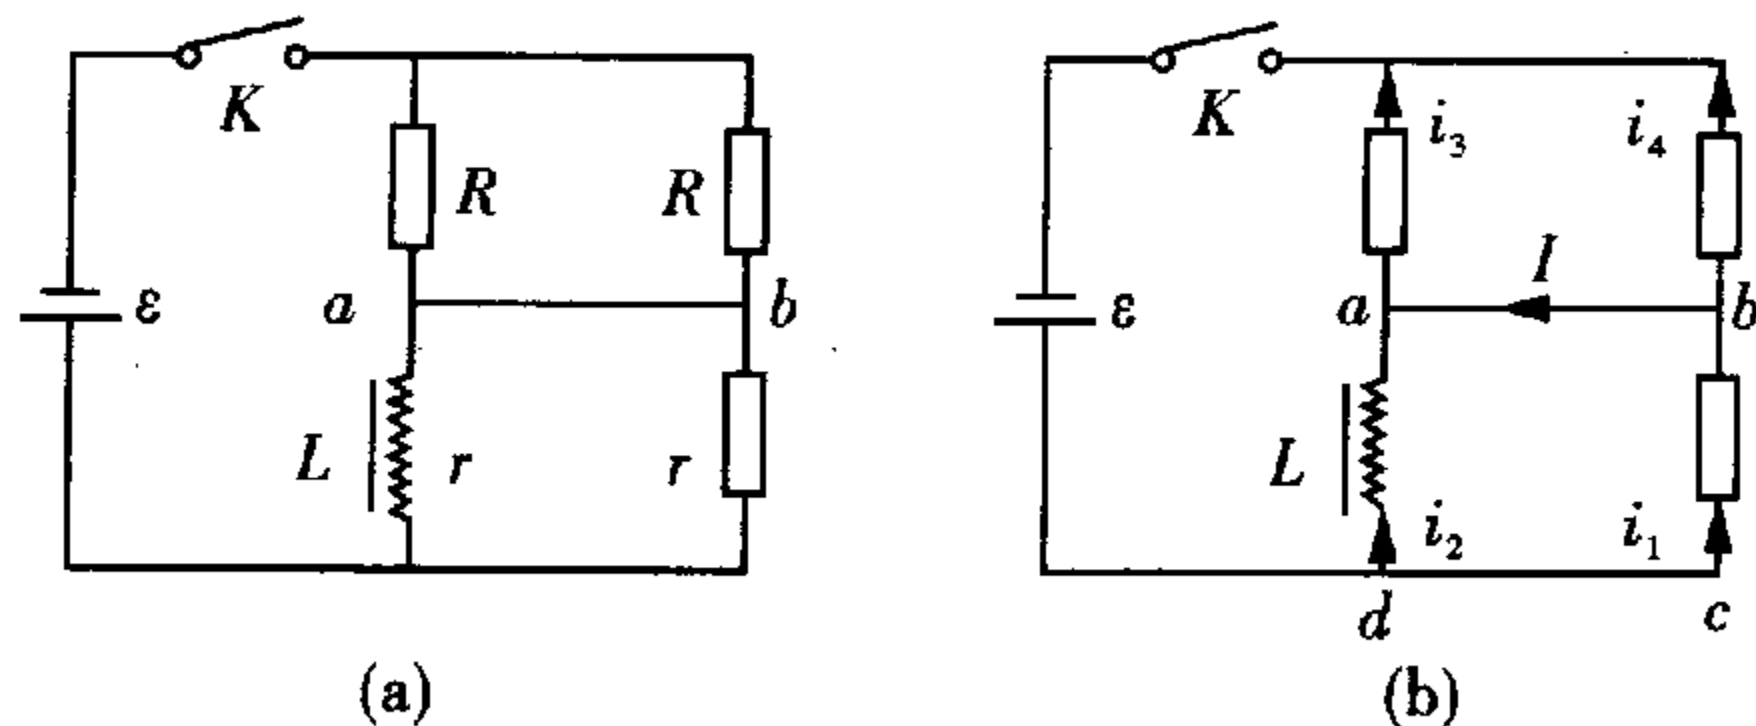 K
R R
ε a b
L r r
(a)
K i₃ i₄
I
ε a b
L i₂ i₁
d c
(b)